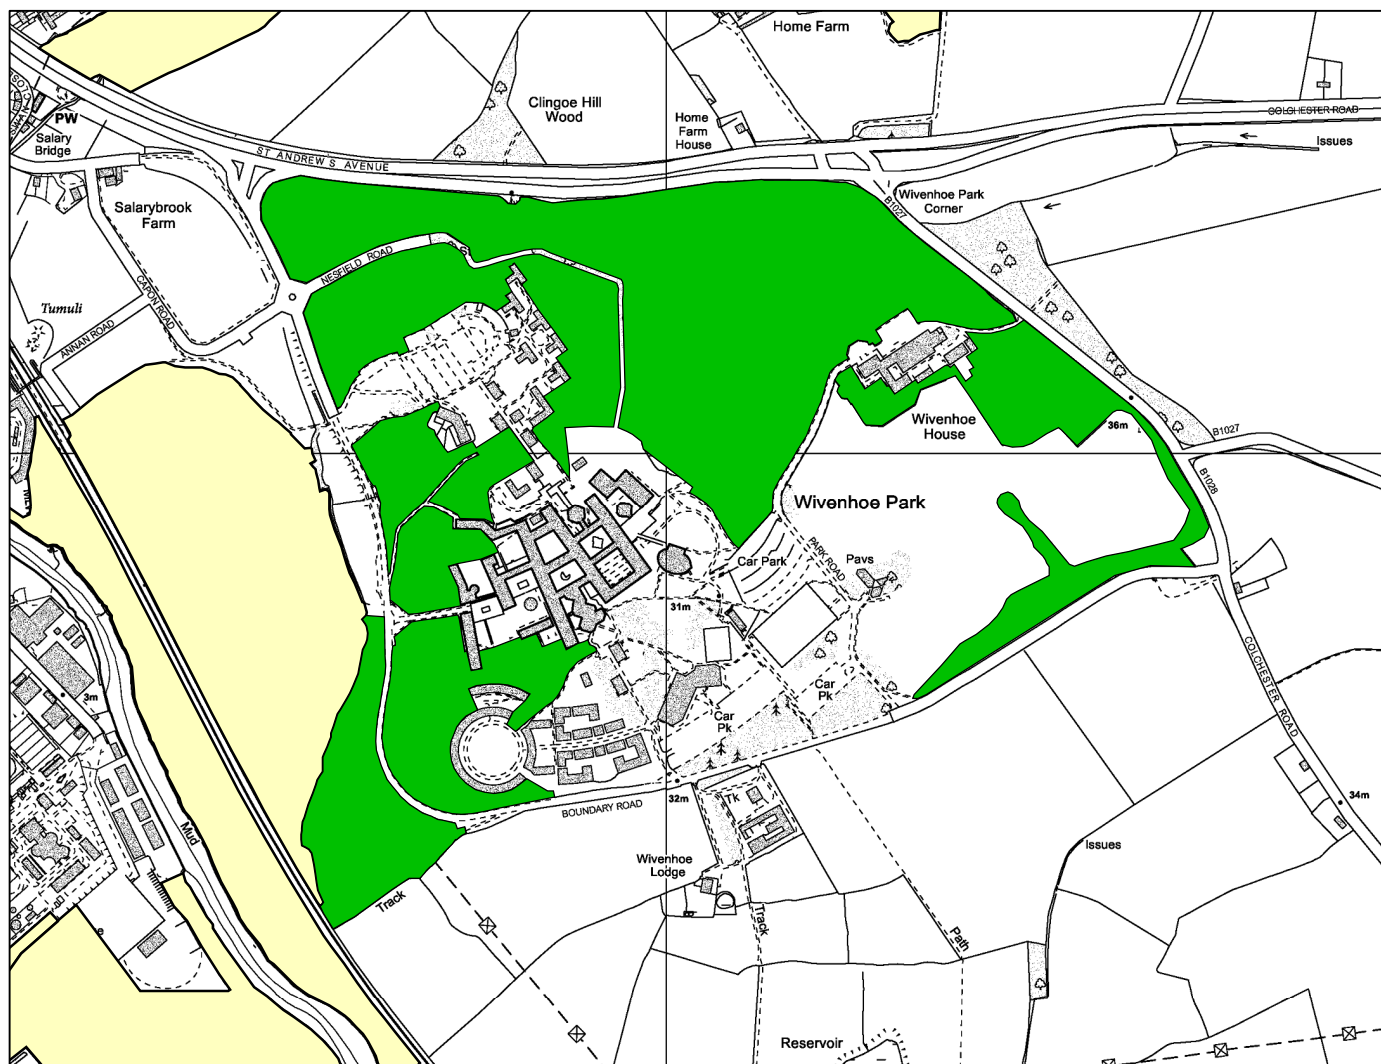 Home Farm
Clingoe Hill
Wood
Home
Farm
House
COLCHESTER ROAD
Issues
PW
Salary
Bridge
ST ANDREW S AVENUE
Salarybrook
Farm
Wivenhoe Park
Corner
B1027
NESFIELD ROAD
CAPON ROAD
Tumuli
ANNAN ROAD
Wivenhoe
House
36m
B1027
B1028
Wivenhoe Park
PARK ROAD
Car Park
Pavs
31m
COLCHESTER ROAD
3m
Car
Pk
Car
Pk
32m
BOUNDARY ROAD
Tk
34m
Mud
Issues
Wivenhoe
Lodge
Track
Track
Path
Reservoir